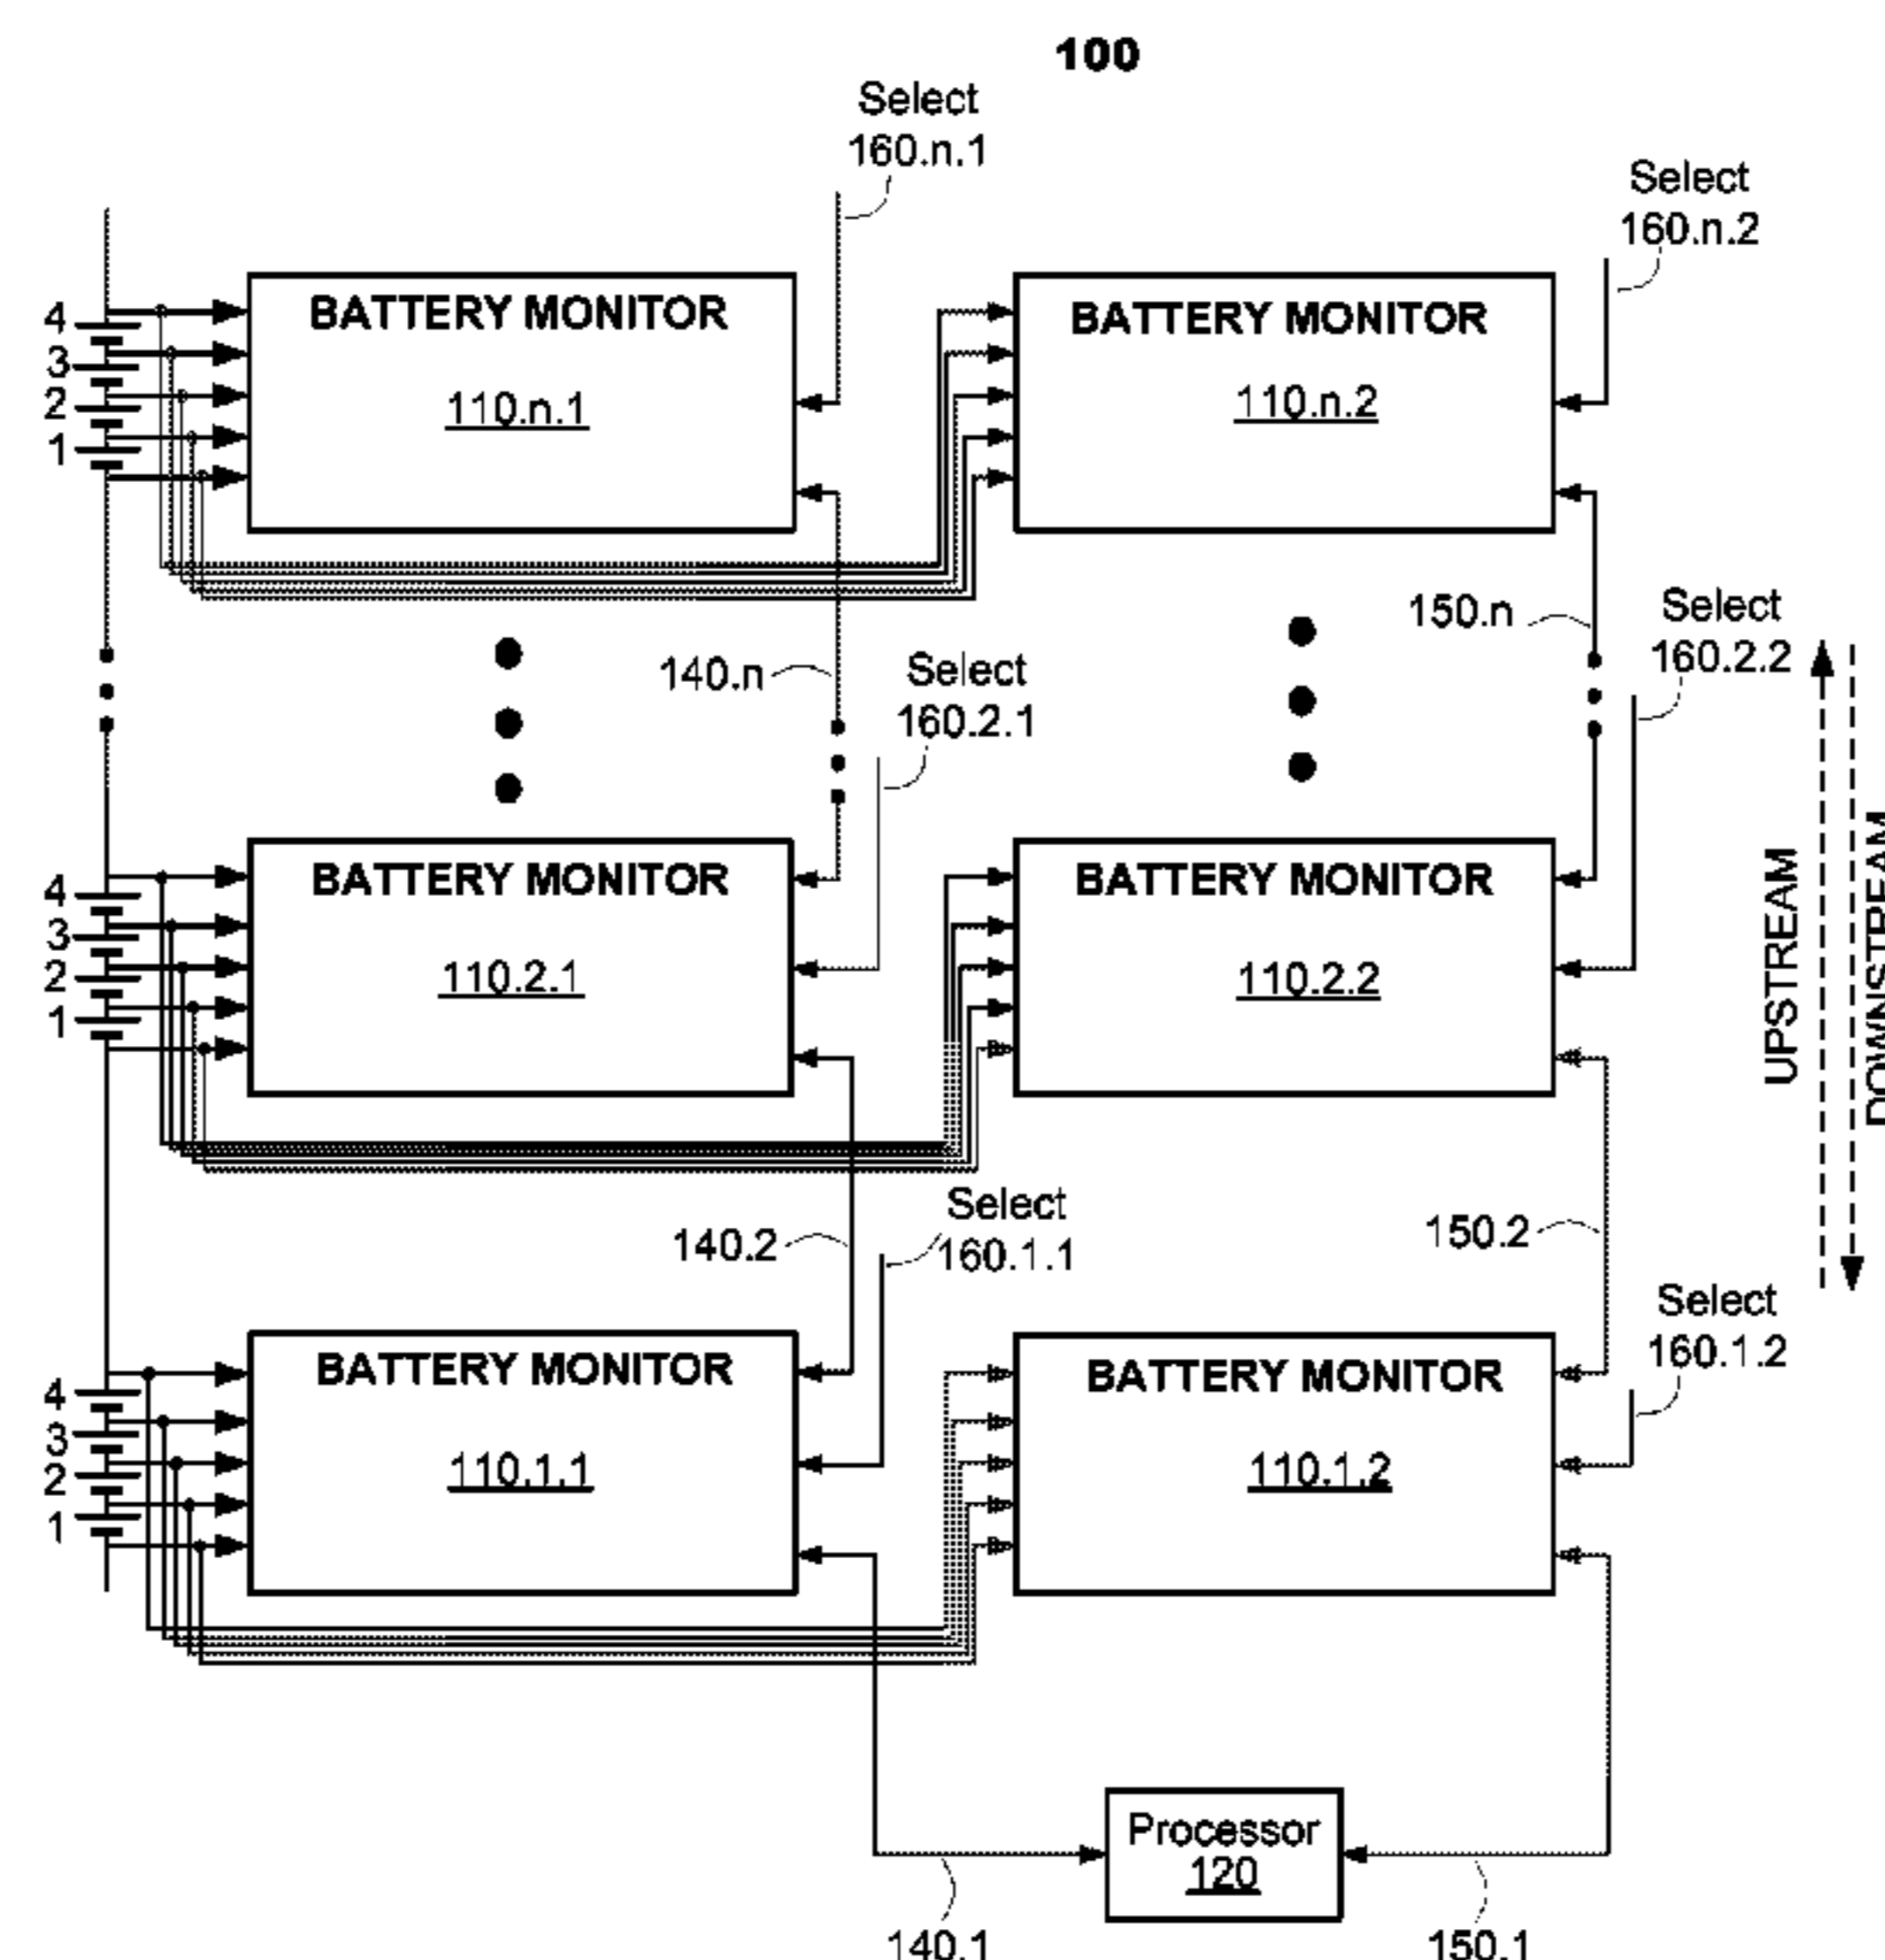 100
Select
160.n.1
Select
160.n.2
4
3
2
1
BATTERY MONITOR
110.n.1
BATTERY MONITOR
110.n.2
140.n
Select
160.2.1
150.n
Select
160.2.2
4
3
2
1
BATTERY MONITOR
110.2.1
BATTERY MONITOR
110.2.2
UPSTREAM
DOWNSTREAM
140.2
Select
160.1.1
150.2
Select
160.1.2
4
3
2
1
BATTERY MONITOR
110.1.1
BATTERY MONITOR
110.1.2
Processor
120
140.1
150.1